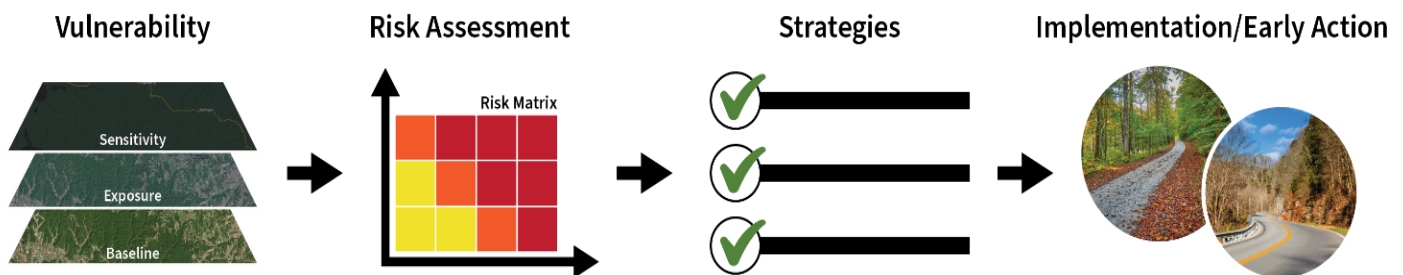 Vulnerability
Risk Assessment
Strategies
Implementation/Early Action
Risk Matrix
Sensitivity
Exposure
Baseline